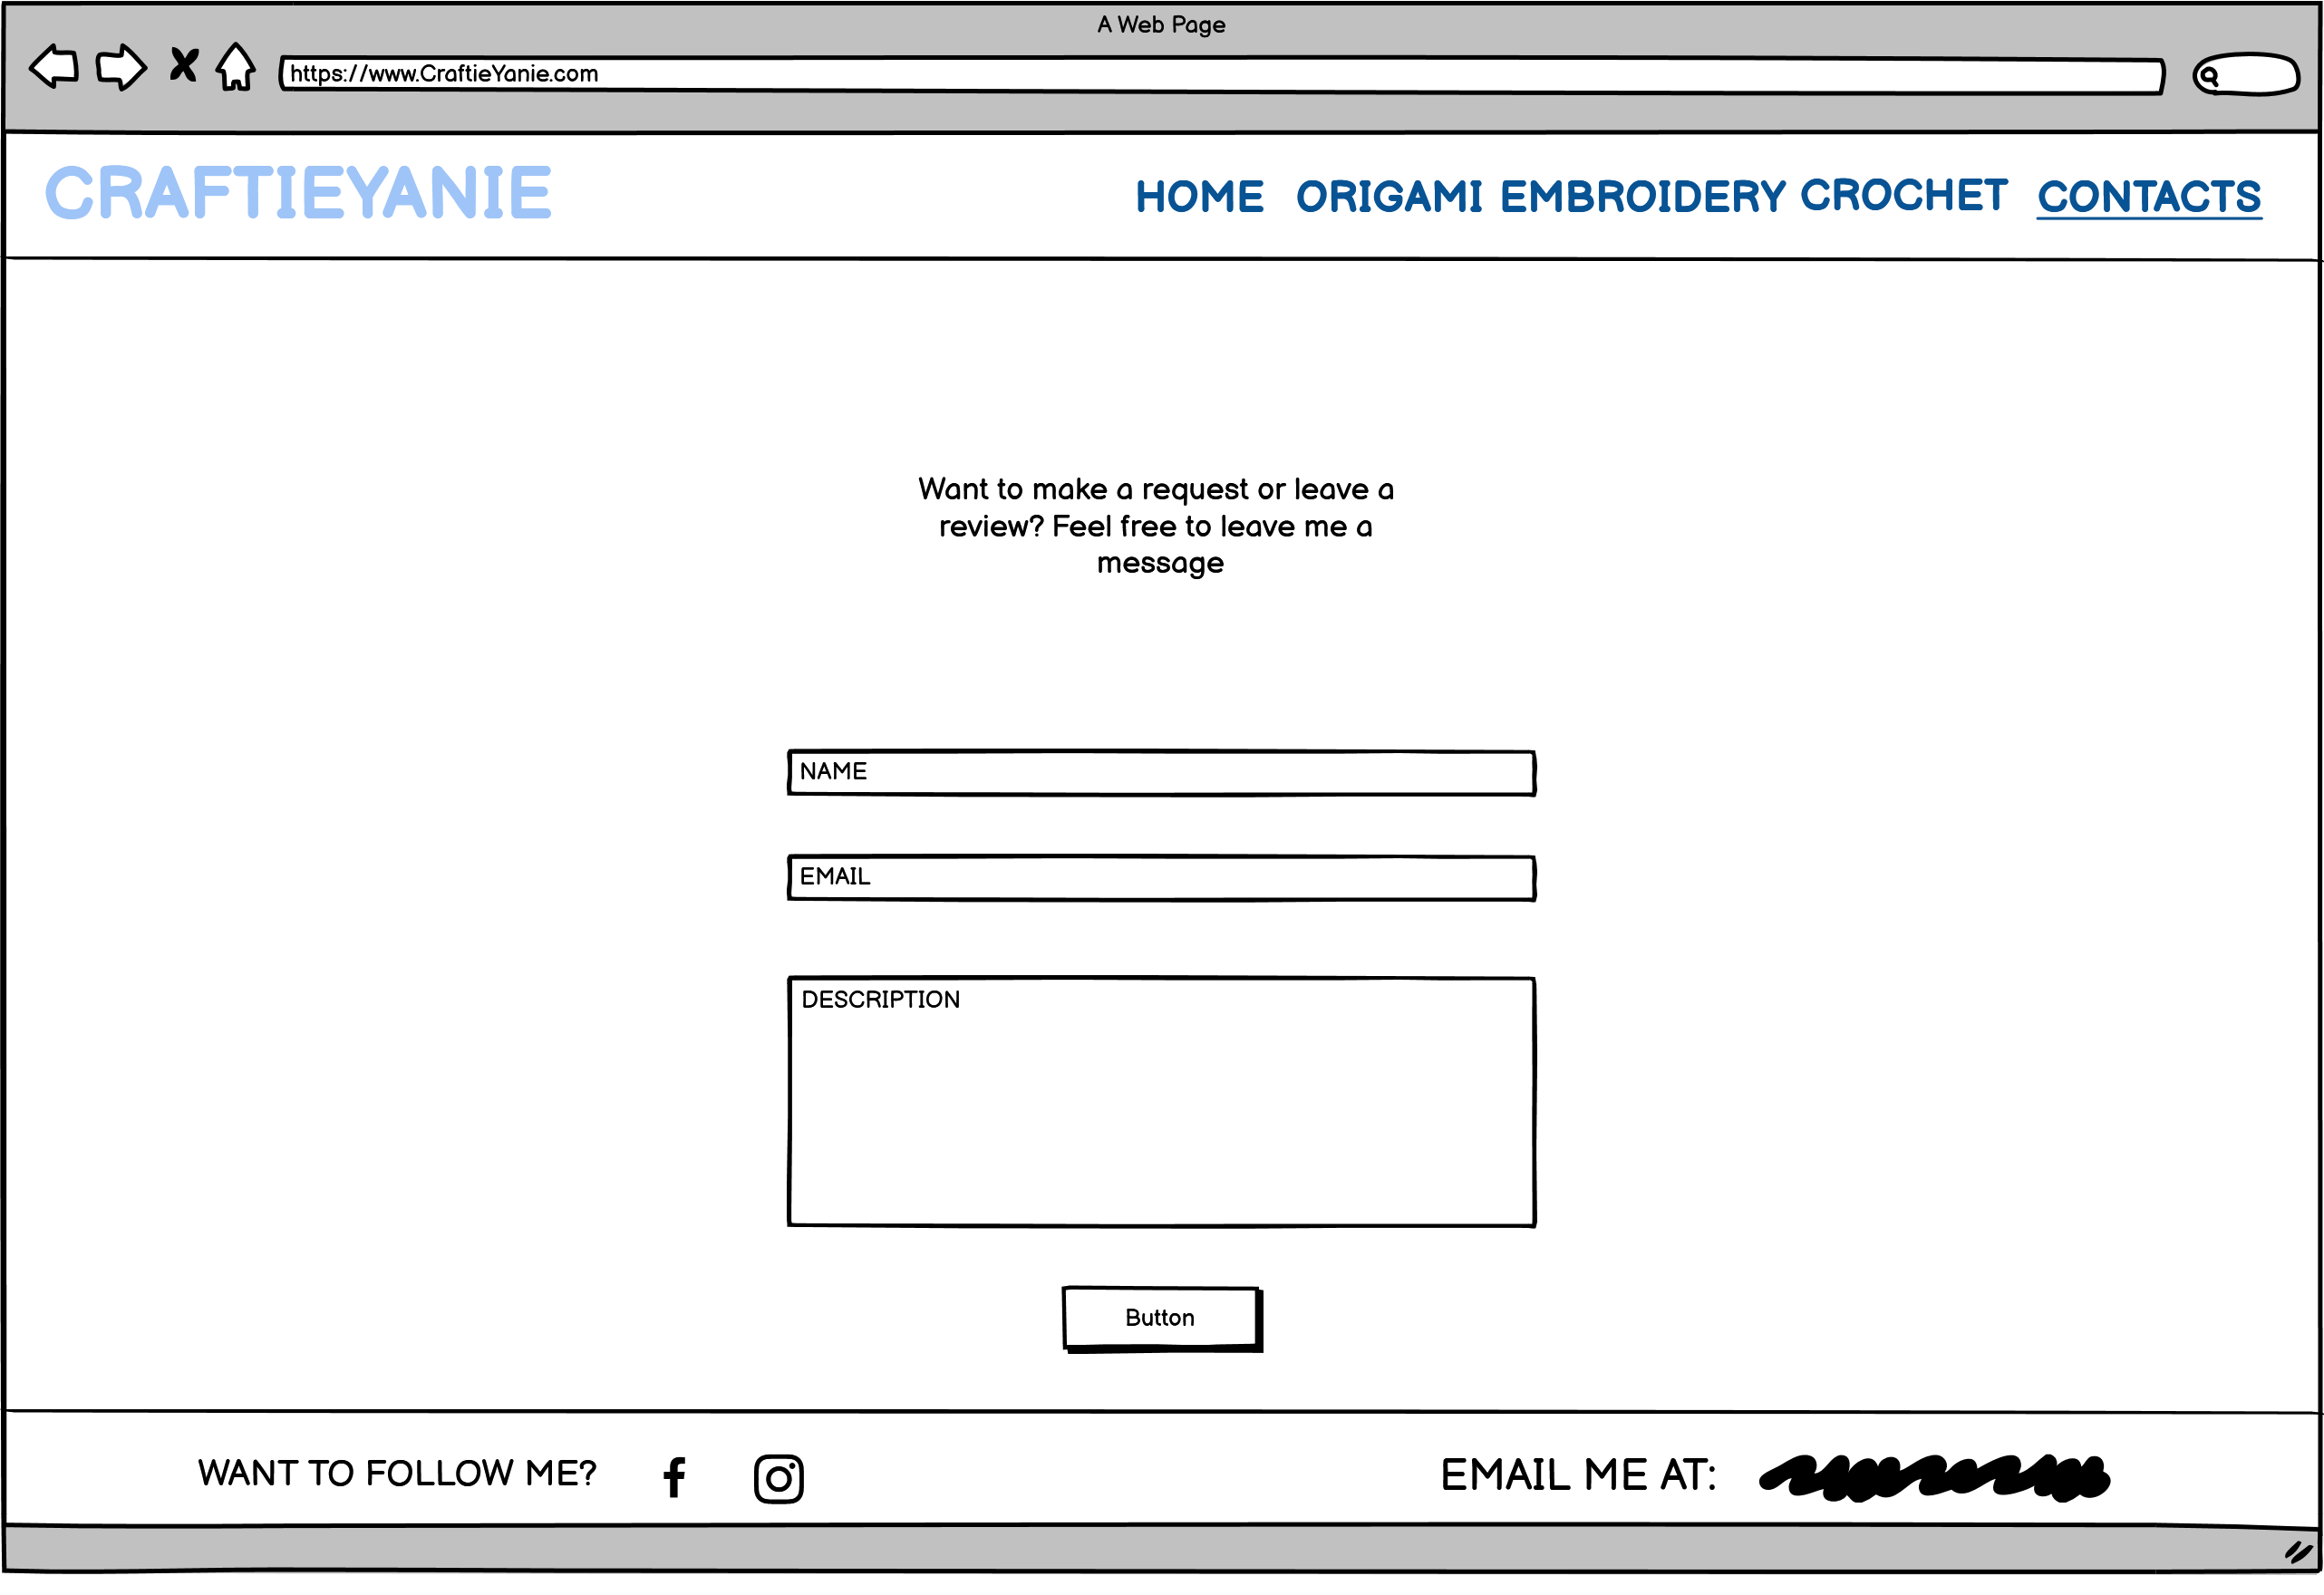 A Web Page
https://www.CraftieYanie.com
CRAFTIEYANIE
HOME ORIGAMI EMBROIDERY CROCHET CONTACTS
Want to make a request or leave a
review? Feel free to leave me a
message
NAME
EMAIL
DESCRIPTION
Button
WANT TO FOLLOW ME?
EMAIL ME AT: